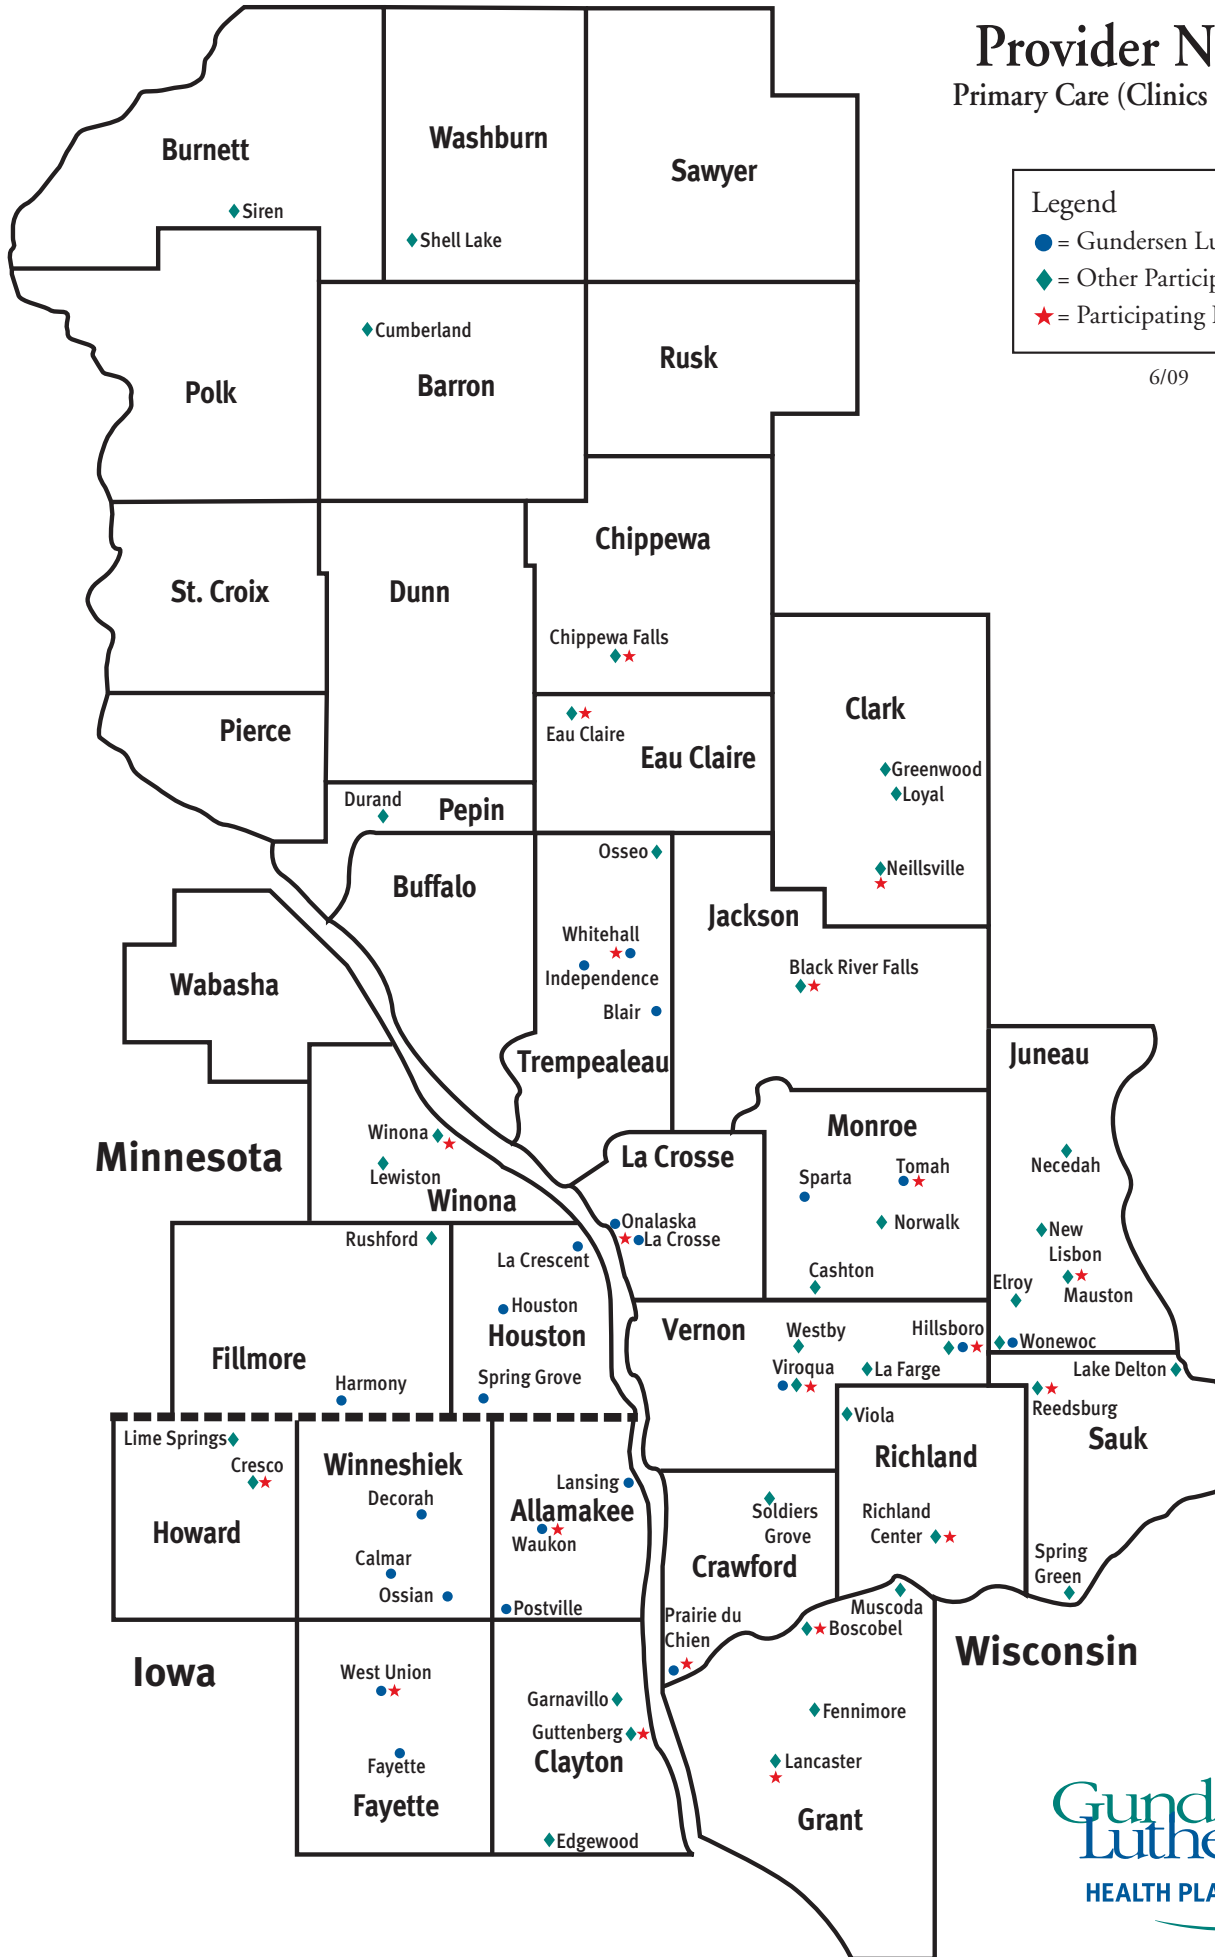 Provider N
Primary Care (Clinics
Legend
= Gundersen Lu
= Other Particip
= Participating
6/09
Burnett
Washburn
Sawyer
Siren
Shell Lake
Cumberland
Polk
Barron
Rusk
Chippewa
St. Croix
Dunn
Chippewa Falls
Clark
Pierce
Eau Claire
Eau Claire
Greenwood
Loyal
Durand
Pepin
Osseo
Neillsville
Buffalo
Jackson
Whitehall
Independence
Black River Falls
Wabasha
Blair
Trempealeau
Juneau
Minnesota
Winona
Lewiston
Winona
La Crosse
Monroe
Sparta
Tomah
Necedah
Norwalk
Onalaska
La Crosse
New
Lisbon
Rushford
La Crescent
Cashton
Elroy
Mauston
Houston
Houston
Vernon
Westby
Hillsboro
Wonewoc
Fillmore
Viroqua
La Farge
Lake Delton
Harmony
Spring Grove
Reedsburg
Viola
Sauk
Lime Springs
Cresco
Winneshiek
Richland
Decorah
Lansing
Allamakee
Waukon
Howard
Soldiers
Grove
Richland
Center
Calmar
Crawford
Spring
Green
Ossian
Postville
Muscoda
Prairie du
Chien
Boscobel
Wisconsin
Iowa
West Union
Garnavillo
Fennimore
Guttenberg
Clayton
Lancaster
Fayette
Fayette
Grant
Edgewood
Gund
Luthe
HEALTH PLA